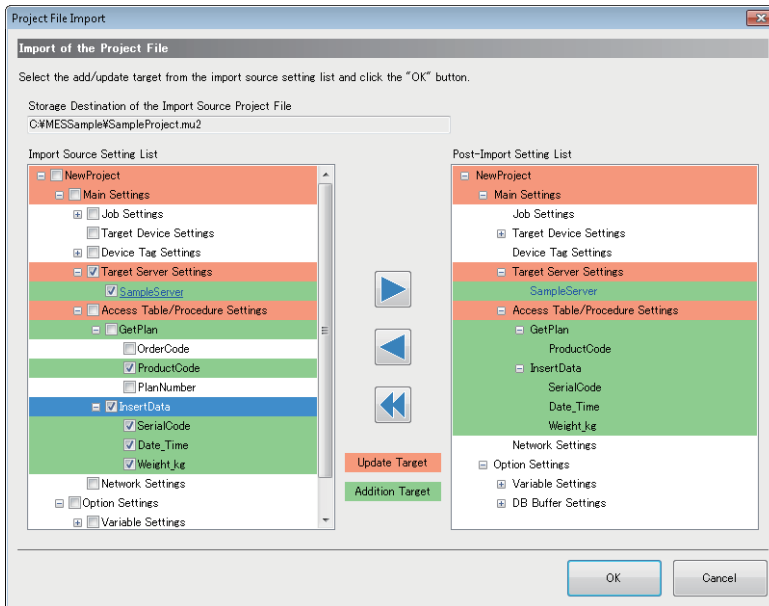 Project File Import
Import of the Project File
Select the add/update target from the import source setting list and click the "OK" button.
Storage Destination of the Import Source Project File
C:¥MESSample¥SampleProject.mu2
Import Source Setting List
NewProject
Main Settings
Job Settings
Target Device Settings
Device Tag Settings
Target Server Settings
SampleServer
Access Table/Procedure Settings
GetPlan
OrderCode
ProductCode
PlanNumber
InsertData
SerialCode
Date_Time
Weight_kg
Network Settings
Option Settings
Variable Settings
Update Target
Addition Target
Post-Import Setting List
NewProject
Main Settings
Job Settings
Target Device Settings
Device Tag Settings
Target Server Settings
SampleServer
Access Table/Procedure Settings
GetPlan
ProductCode
InsertData
SerialCode
Date_Time
Weight_kg
Network Settings
Option Settings
Variable Settings
DB Buffer Settings
OK
Cancel